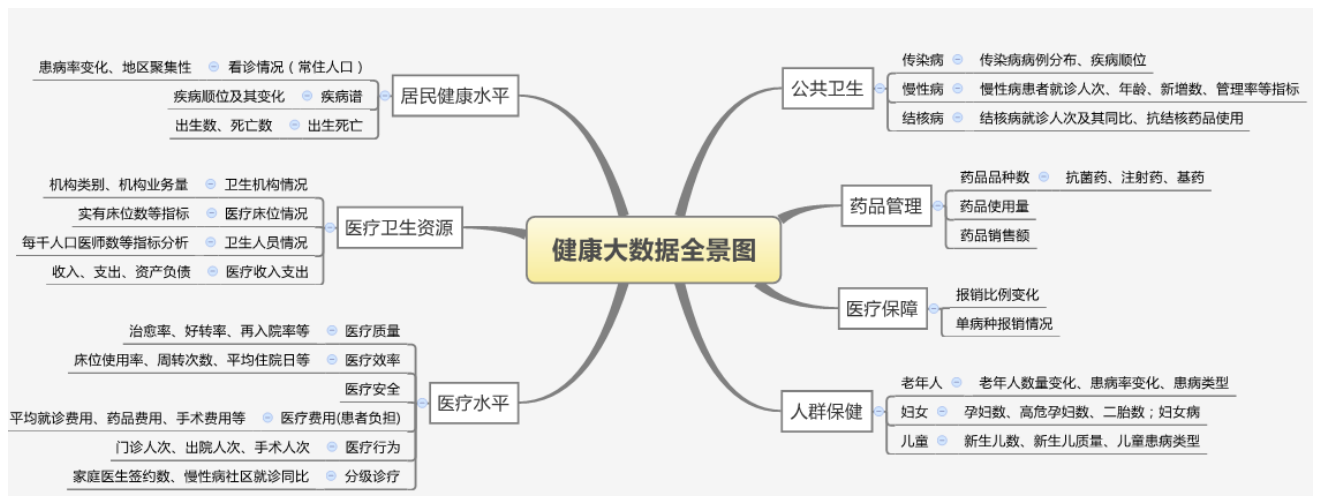 健康大数据全景图
居民健康水平
看诊情况（常住人口）
患病率变化、地区聚集性
疾病谱
疾病顺位及其变化
出生死亡
出生数、死亡数
医疗卫生资源
卫生机构情况
机构类别、机构业务量
医疗床位情况
实有床位数等指标
卫生人员情况
每千人口医师数等指标分析
医疗收入支出
收入、支出、资产负债
医疗水平
医疗质量
治愈率、好转率、再入院率等
医疗效率
床位使用率、周转次数、平均住院日等
医疗安全
医疗费用(患者负担)
平均就诊费用、药品费用、手术费用等
医疗行为
门诊人次、出院人次、手术人次
分级诊疗
家庭医生签约数、慢性病社区就诊同比
公共卫生
传染病
传染病病例分布、疾病顺位
慢性病
慢性病患者就诊人次、年龄、新增数、管理率等指标
结核病
结核病就诊人次及其同比、抗结核药品使用
药品管理
药品品种数
抗菌药、注射药、基药
药品使用量
药品销售额
医疗保障
报销比例变化
单病种报销情况
人群保健
老年人
老年人数量变化、患病率变化、患病类型
妇女
孕妇数、高危孕妇数、二胎数；妇女病
儿童
新生儿数、新生儿质量、儿童患病类型